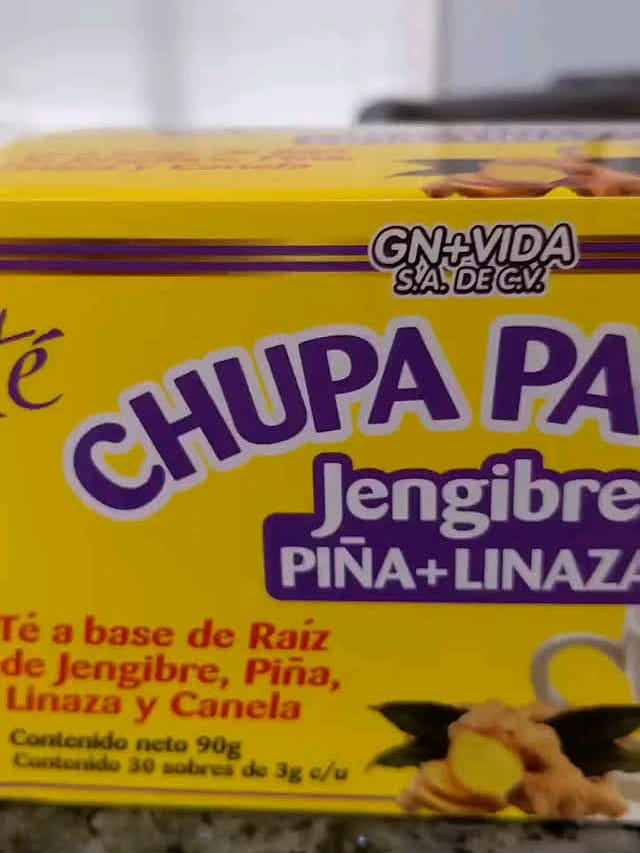 GN+VIDA
S.A. DE C.V.
té
CHUPA PA
Jengibre
PIÑA+LINAZA
Té a base de Raíz
de Jengibre, Piña,
Linaza y Canela
Contenido neto 90g
Contenido 30 sobres de 3g c/u